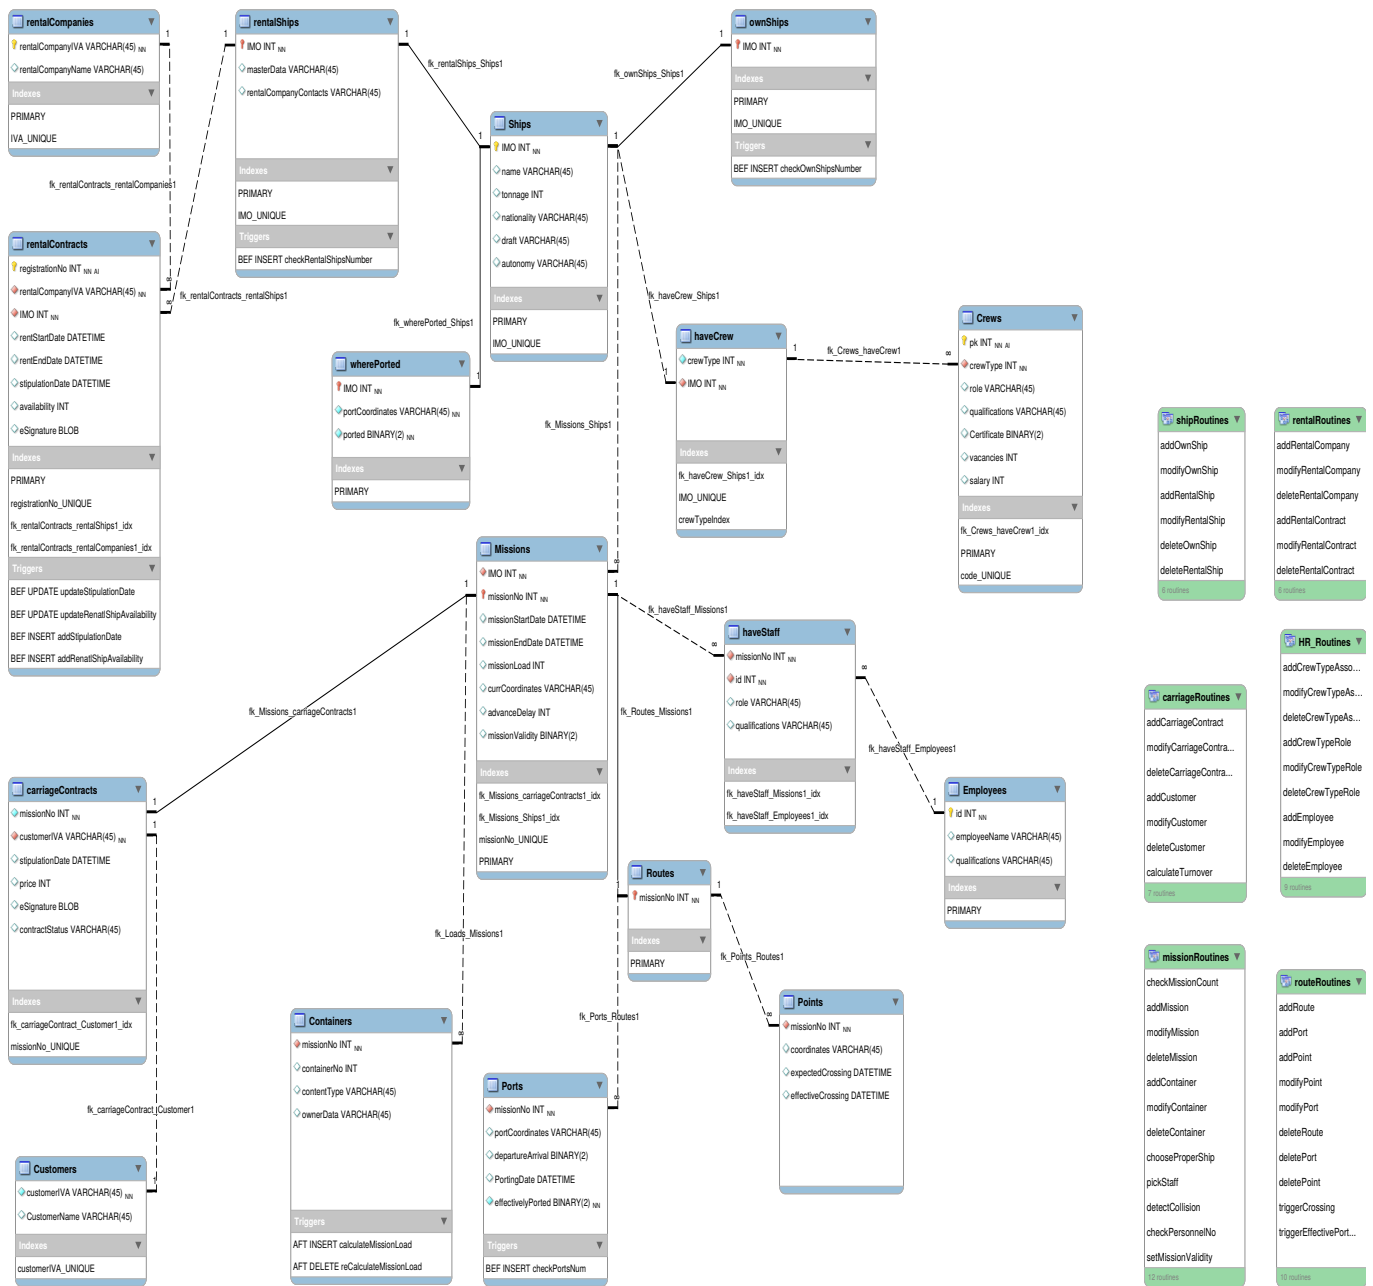 rentalCompanies
rentalCompanyIVA VARCHAR(45) NN
rentalCompanyName VARCHAR(45)
Indexes
PRIMARY
IVA_UNIQUE
1
fk_rentalContracts_rentalCompanies1
∞
rentalShips
IMO INT NN
masterData VARCHAR(45)
rentalCompanyContacts VARCHAR(45)
Indexes
PRIMARY
IMO_UNIQUE
Triggers
BEF INSERT checkRentalShipsNumber
1
fk_rentalContracts_rentalShips1
∞
1
fk_rentalShips_Ships1
1
ownShips
IMO INT NN
Indexes
PRIMARY
IMO_UNIQUE
Triggers
BEF INSERT checkOwnShipsNumber
1
fk_ownShips_Ships1
1
Ships
IMO INT NN
name VARCHAR(45)
tonnage INT
nationality VARCHAR(45)
draft VARCHAR(45)
autonomy VARCHAR(45)
Indexes
PRIMARY
IMO_UNIQUE
rentalContracts
registrationNo INT NN AI
rentalCompanyIVA VARCHAR(45) NN
IMO INT NN
rentStartDate DATETIME
rentEndDate DATETIME
stipulationDate DATETIME
availability INT
eSignature BLOB
Indexes
PRIMARY
registrationNo_UNIQUE
fk_rentalContracts_rentalShips1_idx
fk_rentalContracts_rentalCompanies1_idx
Triggers
BEF UPDATE updateStipulationDate
BEF UPDATE updateRenatlShipAvailability
BEF INSERT addStipulationDate
BEF INSERT addRenatlShipAvailability
fk_wherePorted_Ships1
1
wherePorted
IMO INT NN
portCoordinates VARCHAR(45) NN
ported BINARY(2) NN
Indexes
PRIMARY
fk_haveCrew_Ships1
1
haveCrew
crewType INT NN
IMO INT NN
Indexes
fk_haveCrew_Ships1_idx
IMO_UNIQUE
crewTypeIndex
1
fk_Crews_haveCrew1
∞
Crews
pk INT NN AI
crewType INT NN
role VARCHAR(45)
qualifications VARCHAR(45)
Certificate BINARY(2)
vacancies INT
salary INT
Indexes
fk_Crews_haveCrew1_idx
PRIMARY
code_UNIQUE
fk_Missions_Ships1
∞
Missions
IMO INT NN
missionNo INT NN
missionStartDate DATETIME
missionEndDate DATETIME
missionLoad INT
currCoordinates VARCHAR(45)
advanceDelay INT
missionValidity BINARY(2)
Indexes
fk_Missions_carriageContracts1_idx
fk_Missions_Ships1_idx
missionNo_UNIQUE
PRIMARY
1
1
fk_Missions_carriageContracts1
fk_haveStaff_Missions1
∞
haveStaff
missionNo INT NN
id INT NN
role VARCHAR(45)
qualifications VARCHAR(45)
Indexes
fk_haveStaff_Missions1_idx
fk_haveStaff_Employees1_idx
∞
fk_haveStaff_Employees1
1
Employees
id INT NN
employeeName VARCHAR(45)
qualifications VARCHAR(45)
Indexes
PRIMARY
fk_Routes_Missions1
1
Routes
missionNo INT NN
Indexes
PRIMARY
1
fk_Points_Routes1
∞
Points
missionNo INT NN
coordinates VARCHAR(45)
expectedCrossing DATETIME
effectiveCrossing DATETIME
carriageContracts
missionNo INT NN
customerIVA VARCHAR(45) NN
stipulationDate DATETIME
price INT
eSignature BLOB
contractStatus VARCHAR(45)
Indexes
fk_carriageContract_Customer1_idx
missionNo_UNIQUE
1
1
fk_carriageContract_Customer1
1
Customers
customerIVA VARCHAR(45) NN
CustomerName VARCHAR(45)
Indexes
customerIVA_UNIQUE
fk_Loads_Missions1
∞
Containers
missionNo INT NN
containerNo INT
contentType VARCHAR(45)
ownerData VARCHAR(45)
Triggers
AFT INSERT calculateMissionLoad
AFT DELETE reCalculateMissionLoad
fk_Ports_Routes1
∞
Ports
missionNo INT NN
portCoordinates VARCHAR(45)
departureArrival BINARY(2)
PortingDate DATETIME
effectivelyPorted BINARY(2) NN
Triggers
BEF INSERT checkPortsNum
shipRoutines
addOwnShip
modifyOwnShip
addRentalShip
modifyRentalShip
deleteOwnShip
deleteRentalShip
6 routines
rentalRoutines
addRentalCompany
modifyRentalCompany
deleteRentalCompany
addRentalContract
modifyRentalContract
deleteRentalContract
6 routines
carriageRoutines
addCarriageContract
modifyCarriageContra...
deleteCarriageContra...
addCustomer
modifyCustomer
deleteCustomer
calculateTurnover
7 routines
HR_Routines
addCrewTypeAsso...
modifyCrewTypeAs...
deleteCrewTypeAs...
addCrewTypeRole
modifyCrewTypeRole
deleteCrewTypeRole
addEmployee
modifyEmployee
deleteEmployee
9 routines
missionRoutines
checkMissionCount
addMission
modifyMission
deleteMission
addContainer
modifyContainer
deleteContainer
chooseProperShip
pickStaff
detectCollision
checkPersonnelNo
setMissionValidity
12 routines
routeRoutines
addRoute
addPort
addPoint
modifyPoint
modifyPort
deleteRoute
deletePort
deletePoint
triggerCrossing
triggerEffectivePort...
10 routines